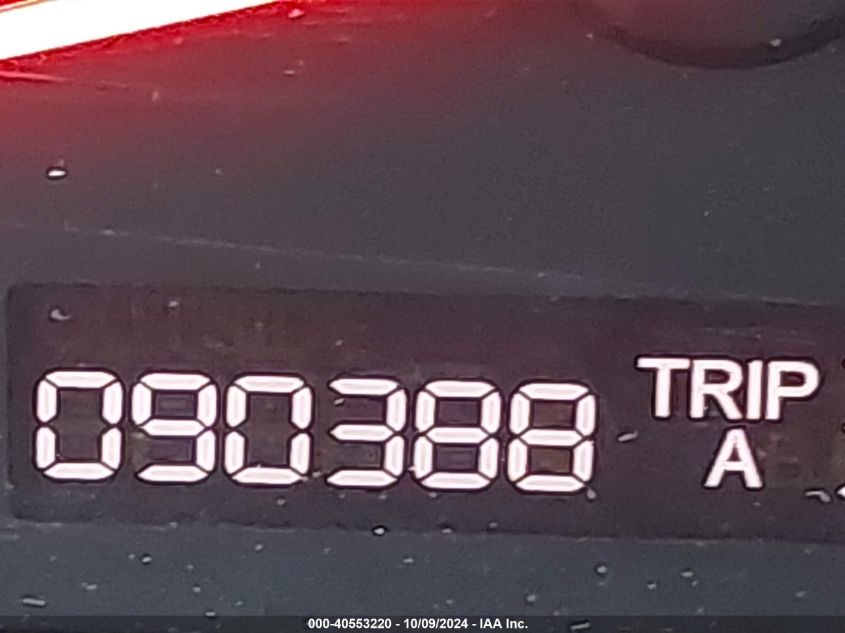 090388 TRIP
A
000-40553220 - 10/09/2024 - IAA Inc.